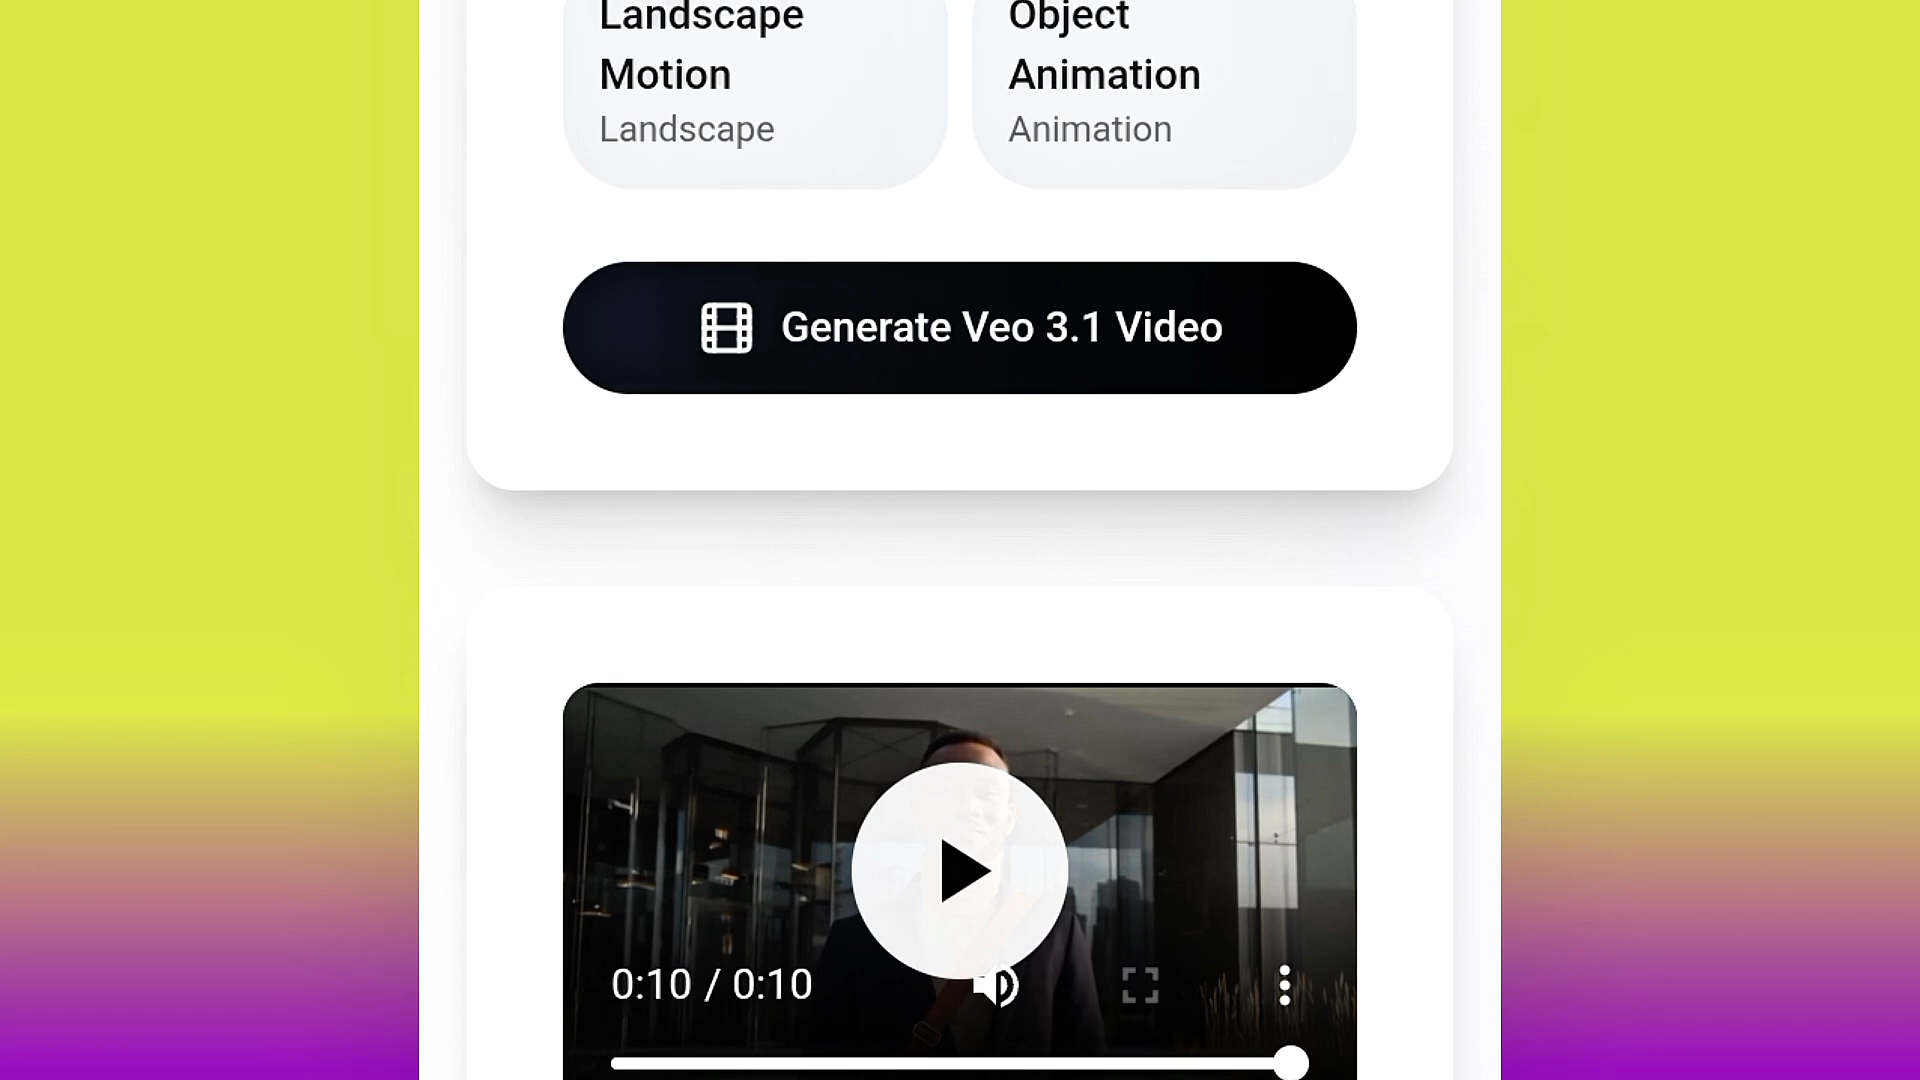 Landscape
Motion
Landscape
Object
Animation
Animation
Generate Veo 3.1 Video
0:10 / 0:10